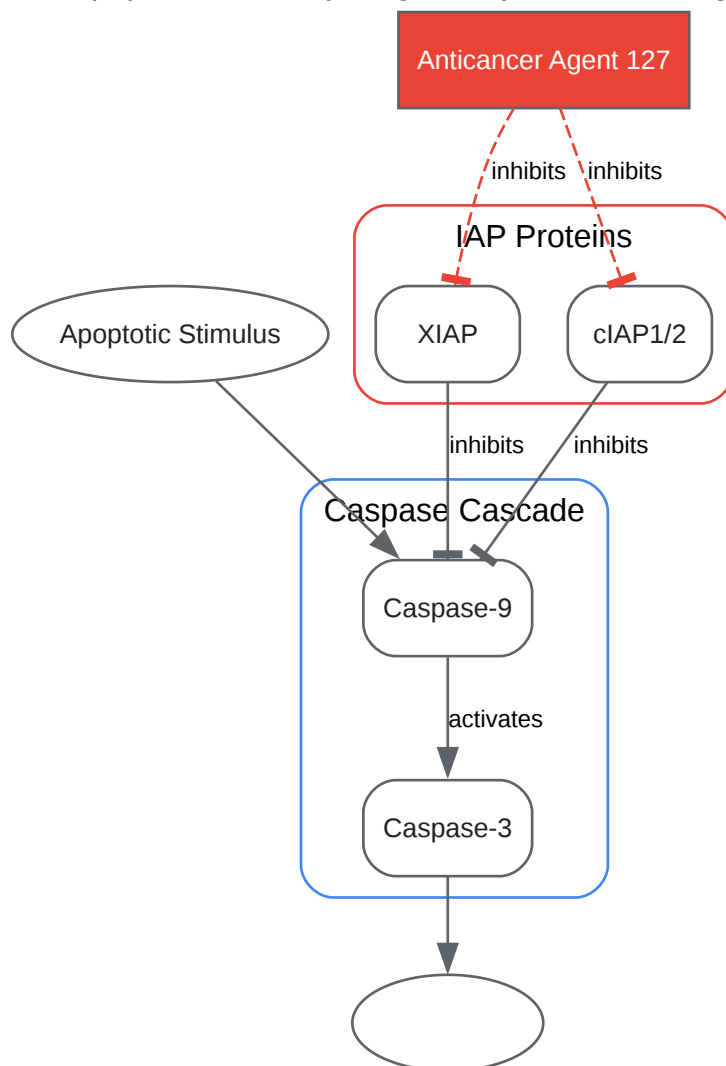 Anticancer Agent 127
inhibits inhibits
IAP Proteins
Apoptotic Stimulus XIAP cIAP1/2
inhibits inhibits
Caspase Cascade
Caspase-9
activates
Caspase-3